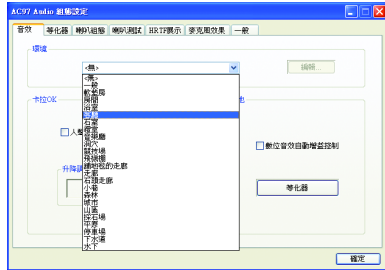 AC97 Audio 組態設定
音效 等化器 喇叭組態 喇叭測試 HRTF展示 麥克風效果 一般
環境
<無>
編輯...
<無>
一般
軟墊房
房間
浴室
客廳
石室
禮堂
音樂廳
洞穴
競技場
飛機棚
鋪地毯的走廊
走廊
石頭走廊
小巷
森林
城市
山區
採石場
平原
停車場
下水道
水下
卡拉OK
他
數位音效自動增益控制
升降調
等化器
確定